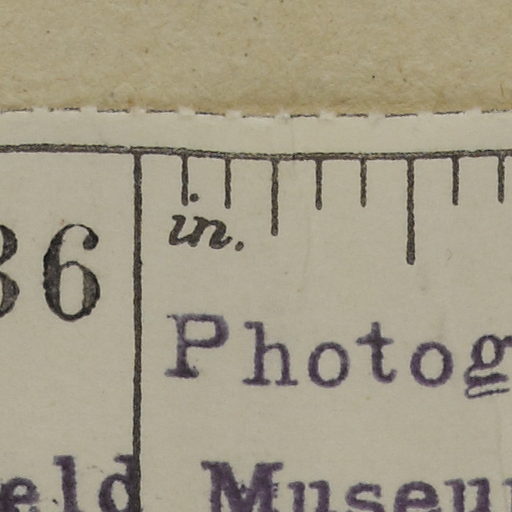 in.
36
Photog
eld Museu